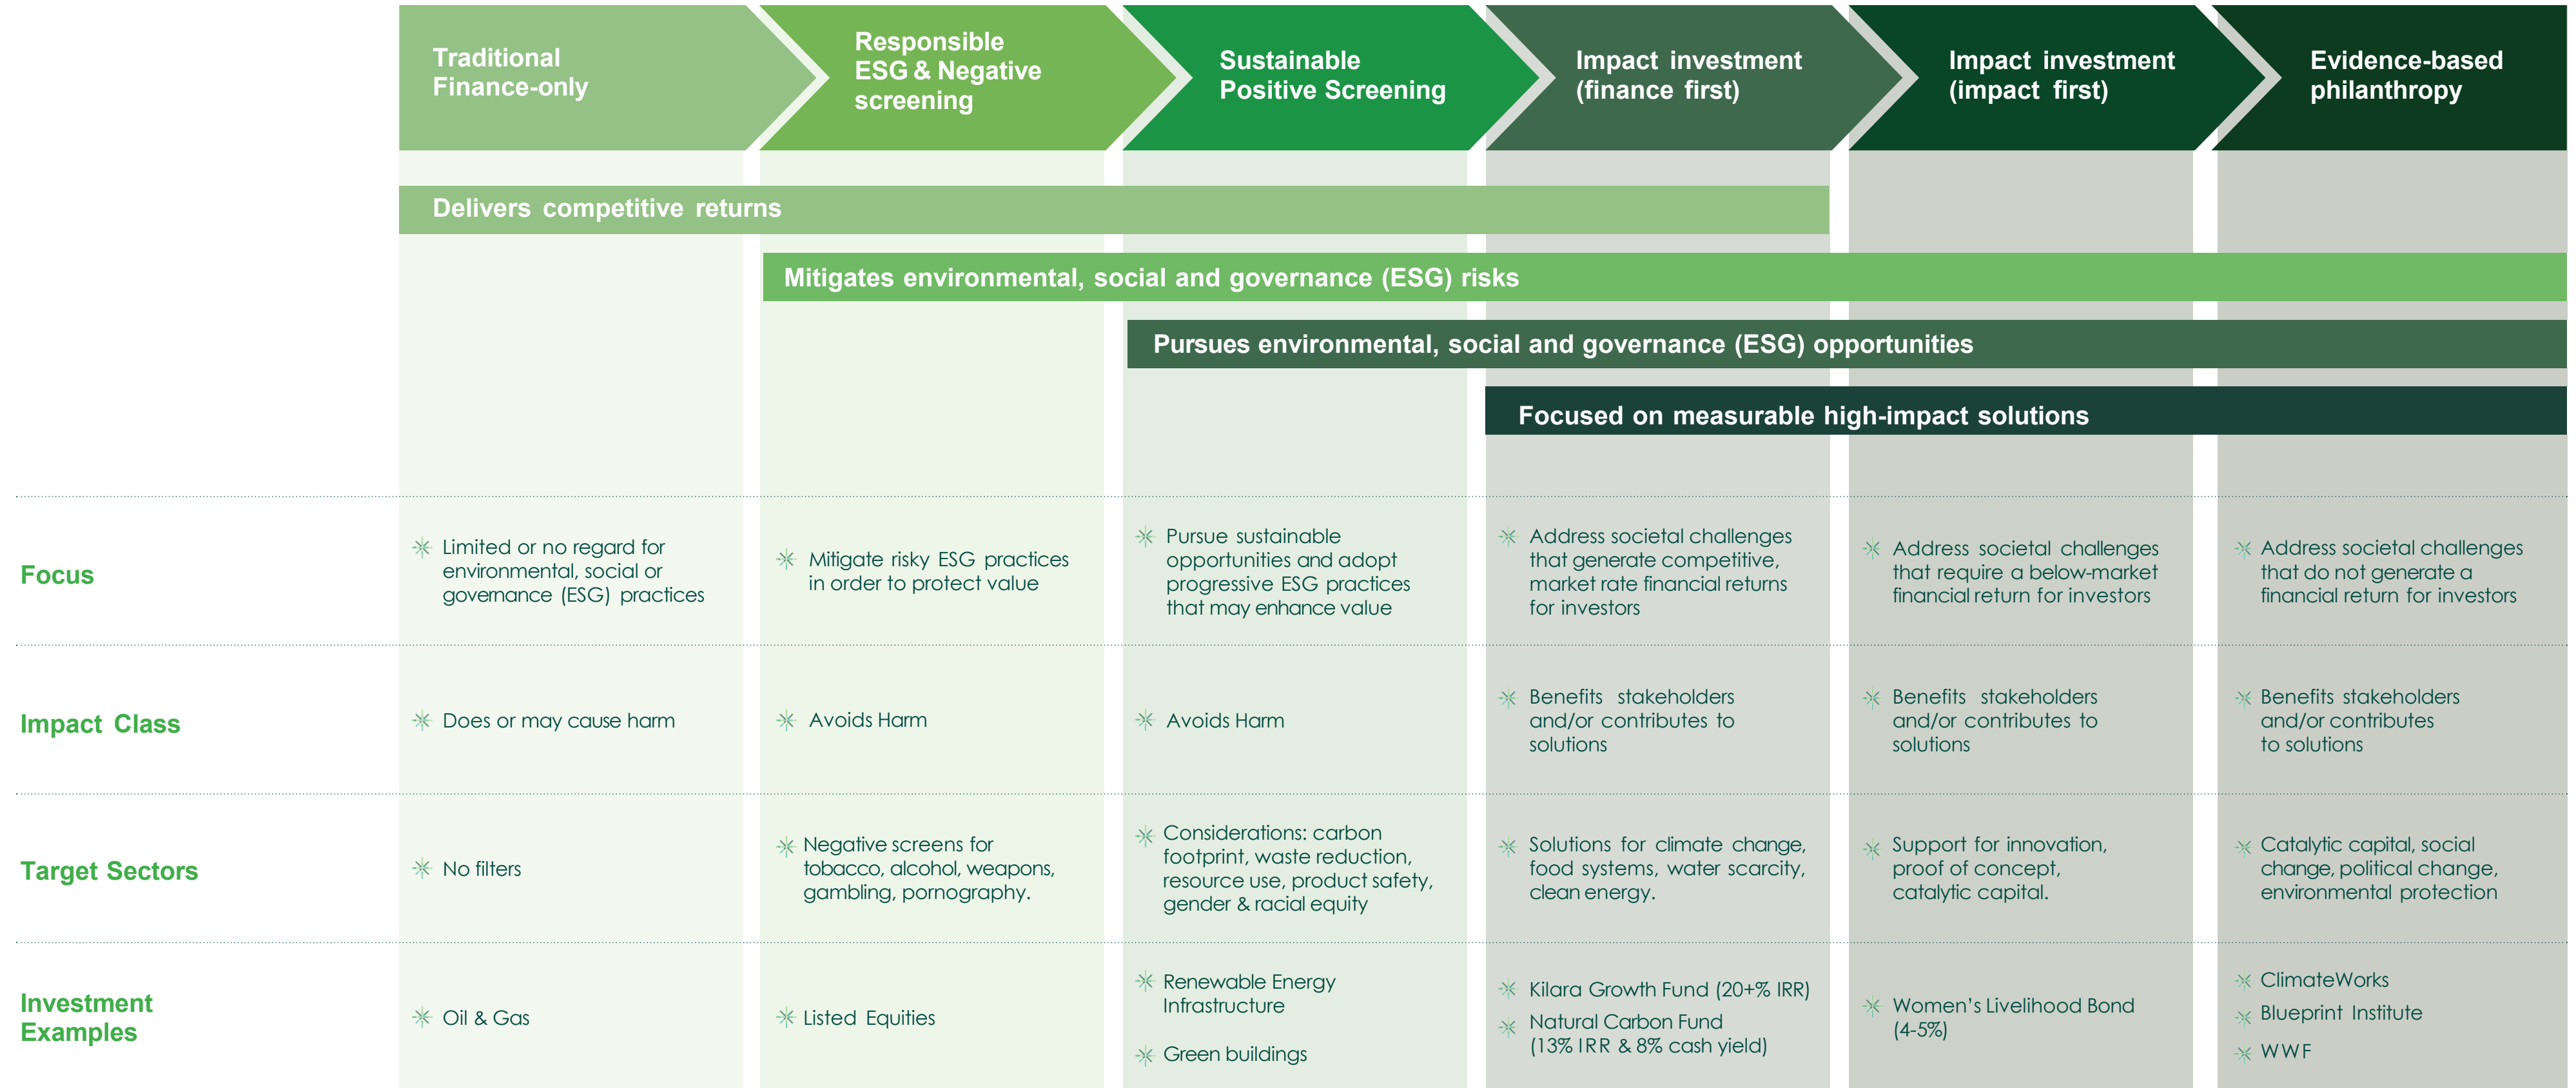 Traditional
Finance-only
Responsible
ESG & Negative
screening
Sustainable
Positive Screening
Impact investment
(finance first)
Impact investment
(impact first)
Evidence-based
philanthropy
Delivers competitive returns
Mitigates environmental, social and governance (ESG) risks
Pursues environmental, social and governance (ESG) opportunities
Focused on measurable high-impact solutions
Focus
Limited or no regard for
environmental, social or
governance (ESG) practices
Mitigate risky ESG practices
in order to protect value
Pursue sustainable
opportunities and adopt
progressive ESG practices
that may enhance value
Address societal challenges
that generate competitive,
market rate financial returns
for investors
Address societal challenges
that require a below-market
financial return for investors
Address societal challenges
that do not generate a
financial return for investors
Impact Class
Does or may cause harm
Avoids Harm
Avoids Harm
Benefits stakeholders
and/or contributes to
solutions
Benefits stakeholders
and/or contributes to
solutions
Benefits stakeholders
and/or contributes
to solutions
Target Sectors
No filters
Negative screens for
tobacco, alcohol, weapons,
gambling, pornography.
Considerations: carbon
footprint, waste reduction,
resource use, product safety,
gender & racial equity
Solutions for climate change,
food systems, water scarcity,
clean energy.
Support for innovation,
proof of concept,
catalytic capital.
Catalytic capital, social
change, political change,
environmental protection
Investment
Examples
Oil & Gas
Listed Equities
Renewable Energy
Infrastructure
Green buildings
Kilara Growth Fund (20+% IRR)
Natural Carbon Fund
(13% IRR & 8% cash yield)
Women's Livelihood Bond
(4-5%)
ClimateWorks
Blueprint Institute
WWF